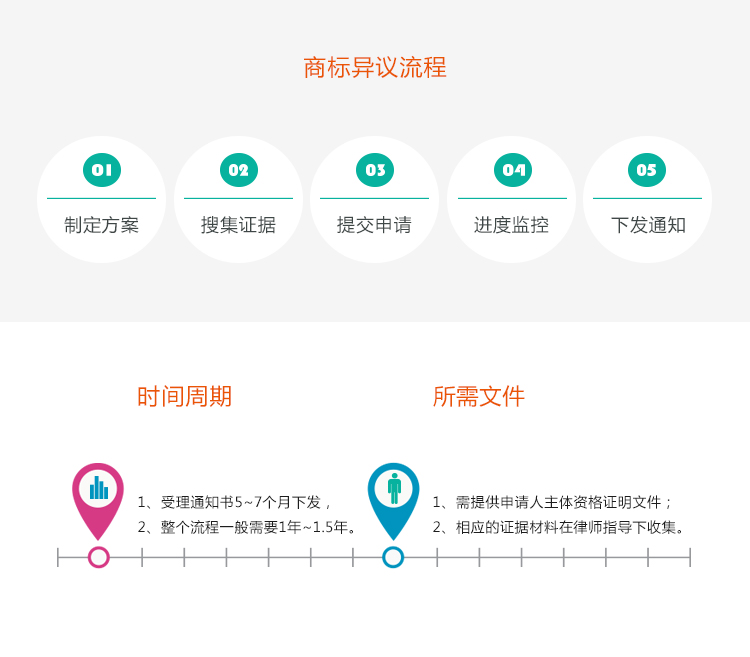 商标异议流程
01 02 03 04 05
制定方案 搜集证据 提交申请 进度监控 下发通知
时间周期 所需文件
1、受理通知书5~7个月下发，
2、整个流程一般需要1年~1.5年。
1、需提供申请人主体资格证明文件；
2、相应的证据材料在律师指导下收集。